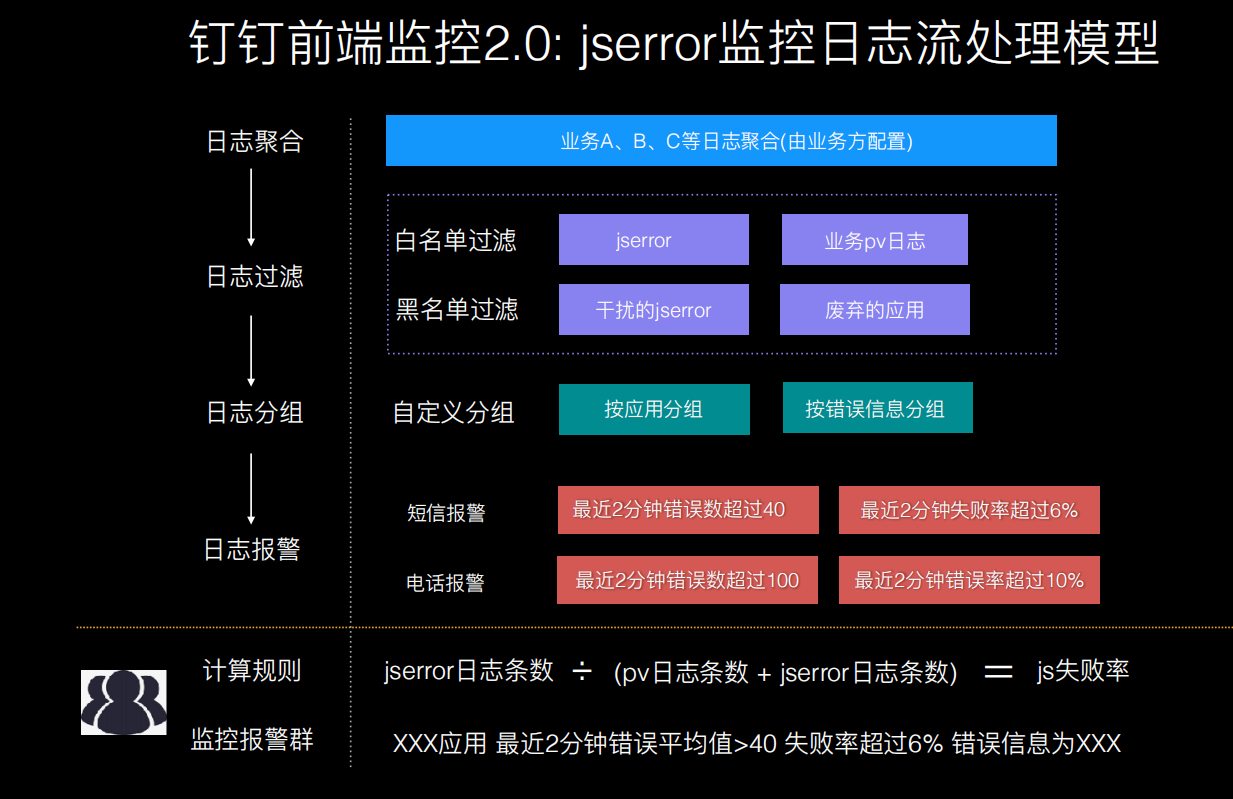 钉钉前端监控2.0: jserror监控日志流处理模型
日志聚合
业务A、B、C等日志聚合(由业务方配置)
日志过滤
白名单过滤 jserror 业务pv日志
黑名单过滤 干扰的jserror 废弃的应用
日志分组
自定义分组 按应用分组 按错误信息分组
日志报警
短信报警 最近2分钟错误数超过40 最近2分钟失败率超过6%
电话报警 最近2分钟错误数超过100 最近2分钟错误率超过10%
计算规则 jserror日志条数 ÷ (pv日志条数 + jserror日志条数) = js失败率
监控报警群 XXX应用 最近2分钟错误平均值>40 失败率超过6% 错误信息为XXX